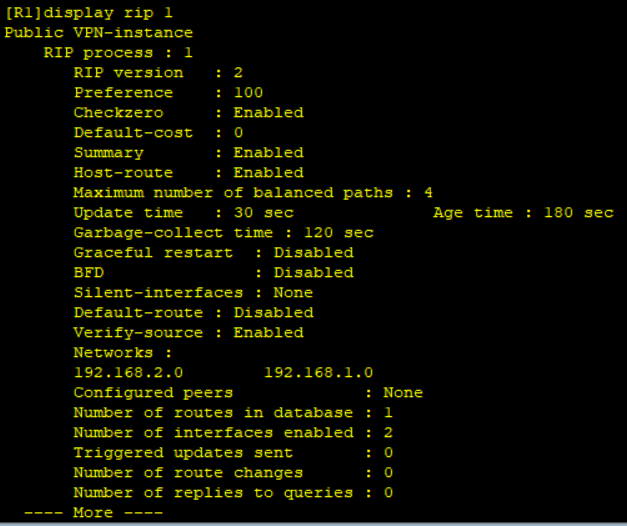 [R1]display rip 1
Public VPN-instance
RIP process : 1
RIP version : 2
Preference : 100
Checkzero : Enabled
Default-cost : 0
Summary : Enabled
Host-route : Enabled
Maximum number of balanced paths : 4
Update time : 30 sec Age time : 180 sec
Garbage-collect time : 120 sec
Graceful restart : Disabled
BFD : Disabled
Silent-interfaces : None
Default-route : Disabled
Verify-source : Enabled
Networks :
192.168.2.0 192.168.1.0
Configured peers : None
Number of routes in database : 1
Number of interfaces enabled : 2
Triggered updates sent : 0
Number of route changes : 0
Number of replies to queries : 0
---- More ----